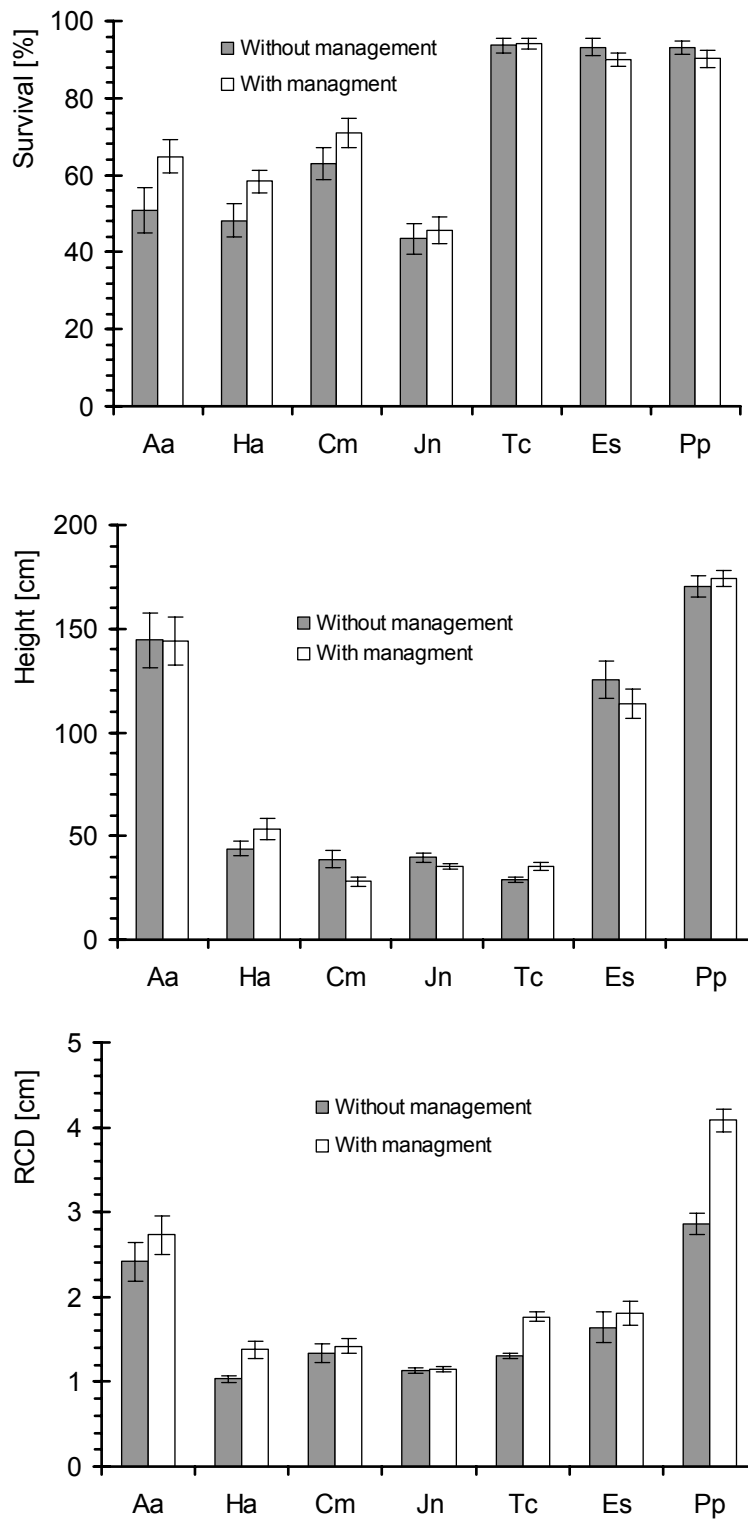 100
80
60
40
20
0
Survival [%]
Without management
With managment
Aa Ha Cm Jn Tc Es Pp
200
150
100
50
0
Height [cm]
Without management
With managment
Aa Ha Cm Jn Tc Es Pp
5
4
3
2
1
0
RCD [cm]
Without management
With managment
Aa Ha Cm Jn Tc Es Pp